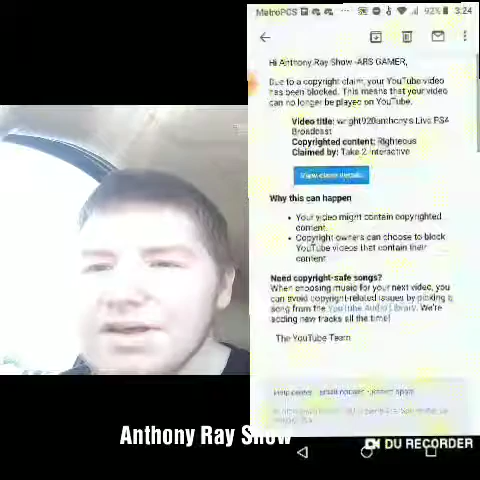 MetroPCS
92% 3:24
Hi Anthony Ray Show -ARS GAMER,
Due to a copyright claim, your YouTube video
has been blocked. This means that your video
can no longer be played on YouTube.
Video title: wright920anthony's Live PS4
Broadcast
Copyrighted content: Righteous
Claimed by: Take 2 Interactive
View claim details
Why this can happen
• Your video might contain copyrighted
content.
• Copyright owners can choose to block
YouTube videos that contain their
content.
Need copyright-safe songs?
When choosing music for your next video, you
can avoid copyright-related issues by picking a
song from the YouTube Audio Library. We're
adding new tracks all the time!
The YouTube Team
Help center
Anthony Ray Show
DU RECORDER